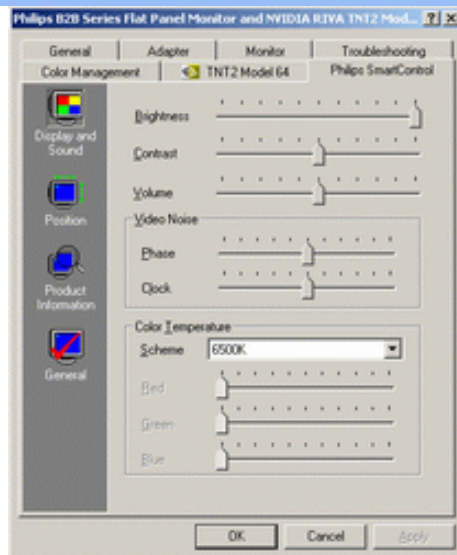 Philips B2B Series Flat Panel Monitor and NVIDIA RIVA TNT2 Mod... ? X
General Adapter Monitor Troubleshooting
Color Management TNT2 Model 64 Philips SmartControl
Display and
Sound
Position
Product
Information
General
Brightness
Contrast
Volume
Video Noise
Phase
Clock
Color Temperature
Scheme 6500K
Red
Green
Blue
OK Cancel Apply